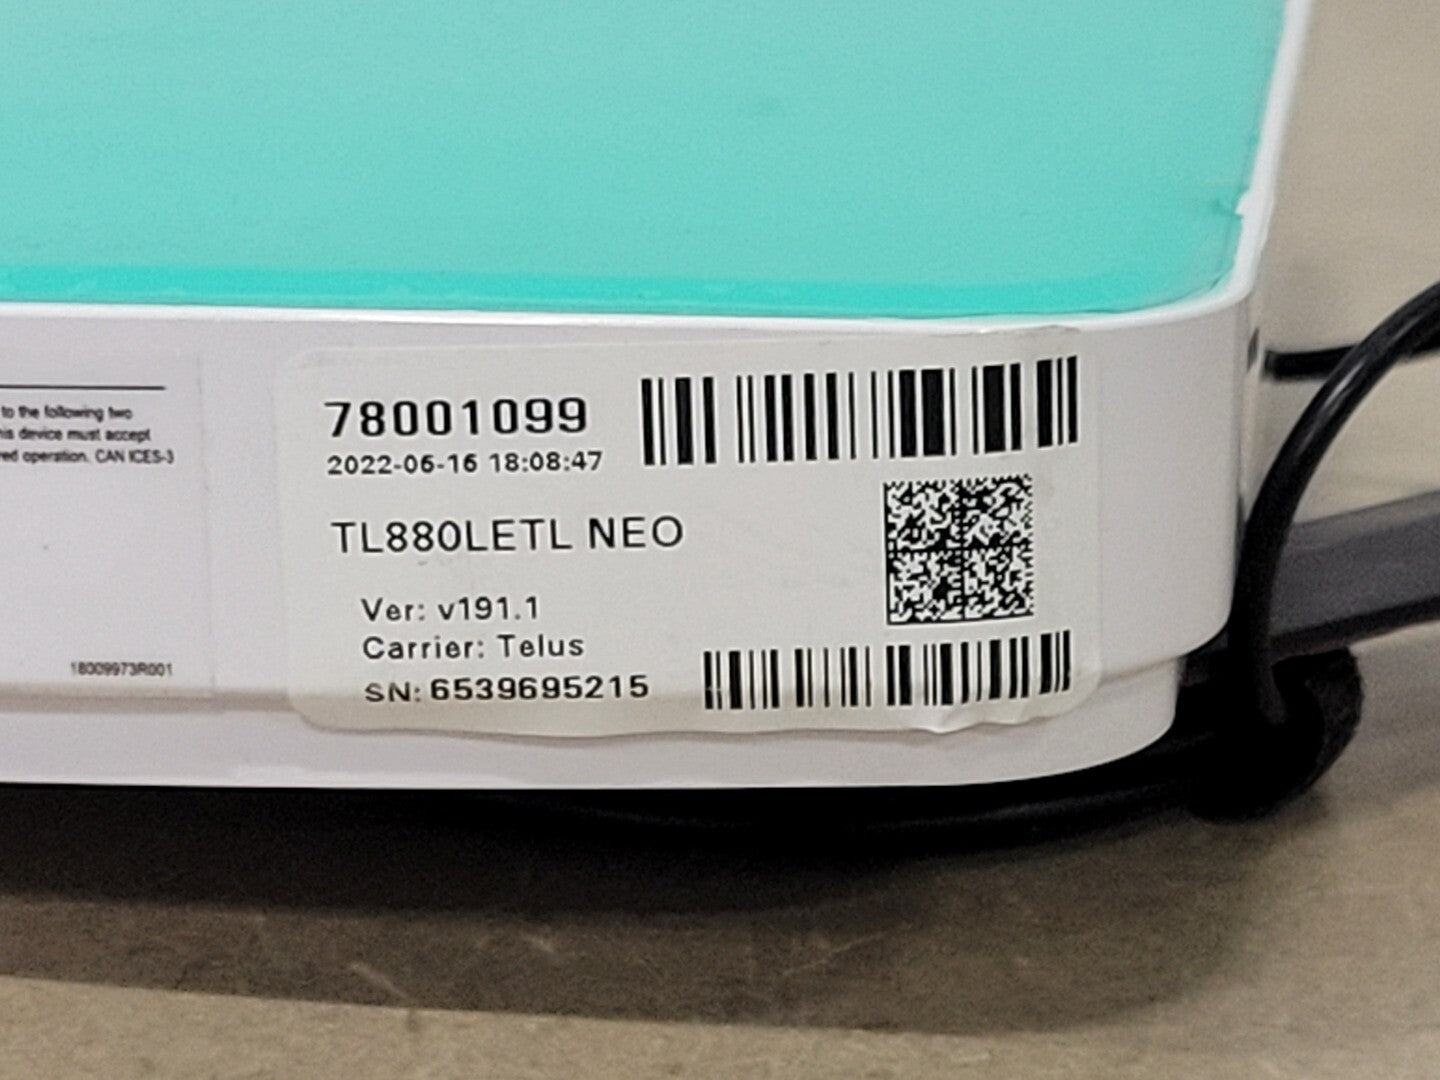 to the following two
his device must accept
red operation. CAN ICES-3
18009973R001
78001099
2022-06-16 18:08:47
TL880LETL NEO
Ver: v191.1
Carrier: Telus
SN: 6539695215